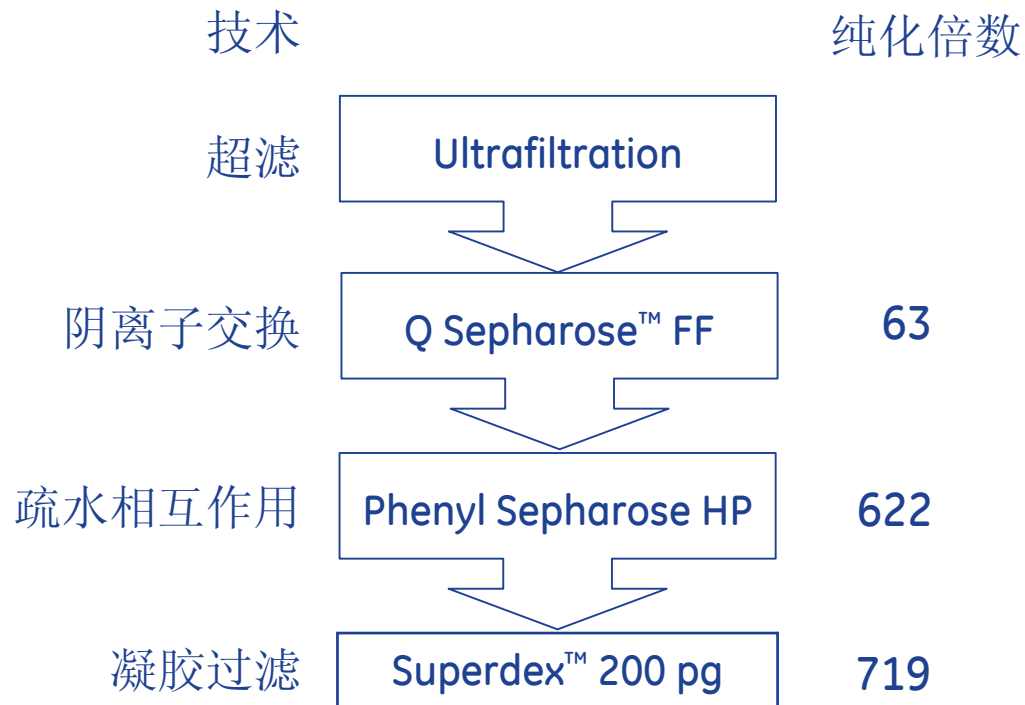 技术 纯化倍数
超滤 Ultrafiltration
阴离子交换 Q Sepharose™ FF 63
疏水相互作用 Phenyl Sepharose HP 622
凝胶过滤 Superdex™ 200 pg 719